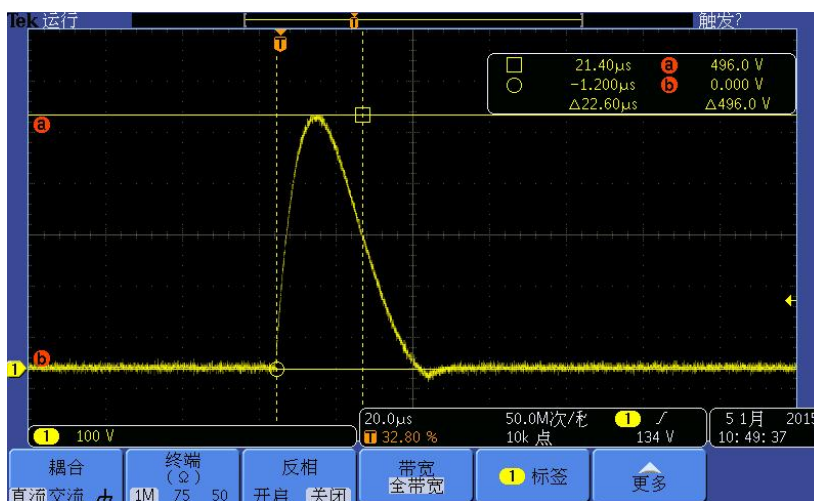 Tek 运行
触发?
T
T
21.40µs a 496.0 V
-1.200µs b 0.000 V
△22.60µs △496.0 V
a
b
1
1 100 V
20.0µs 50.0M次/秒 1
T 32.80 % 10k 点 134 V
5 1月 2015
10:49:37
耦合
直流 交流
终端
(Ω)
1M 75 50
反相
开启 关闭
带宽
全带宽
1 标签
更多